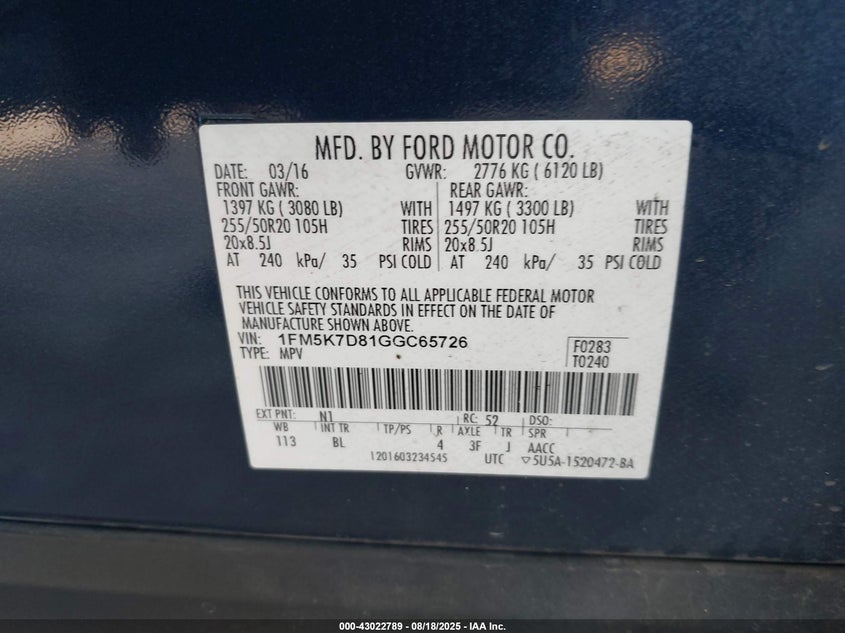 MFD. BY FORD MOTOR CO.
DATE: 03/16 GVWR: 2776 KG ( 6120 LB)
FRONT GAWR: REAR GAWR:
1397 KG ( 3080 LB) WITH 1497 KG ( 3300 LB) WITH
255/50R20 105H TIRES 255/50R20 105H TIRES
20x8.5J RIMS 20x8.5J RIMS
AT 240 kPa/ 35 PSI COLD AT 240 kPa/ 35 PSI COLD
THIS VEHICLE CONFORMS TO ALL APPLICABLE FEDERAL MOTOR
VEHICLE SAFETY STANDARDS IN EFFECT ON THE DATE OF
MANUFACTURE SHOWN ABOVE.
VIN: 1FM5K7D81GGC65726 F0283
TYPE: MPV T0240
EXT PNT: N1 RC: 52 DSO:
WB INT TR TP/PS R AXLE TR SPR
113 BL 4 3F J AACC
1201603234545 UTC ▽5U5A-1520472-BA
000-43022789 - 08/18/2025 - IAA Inc.